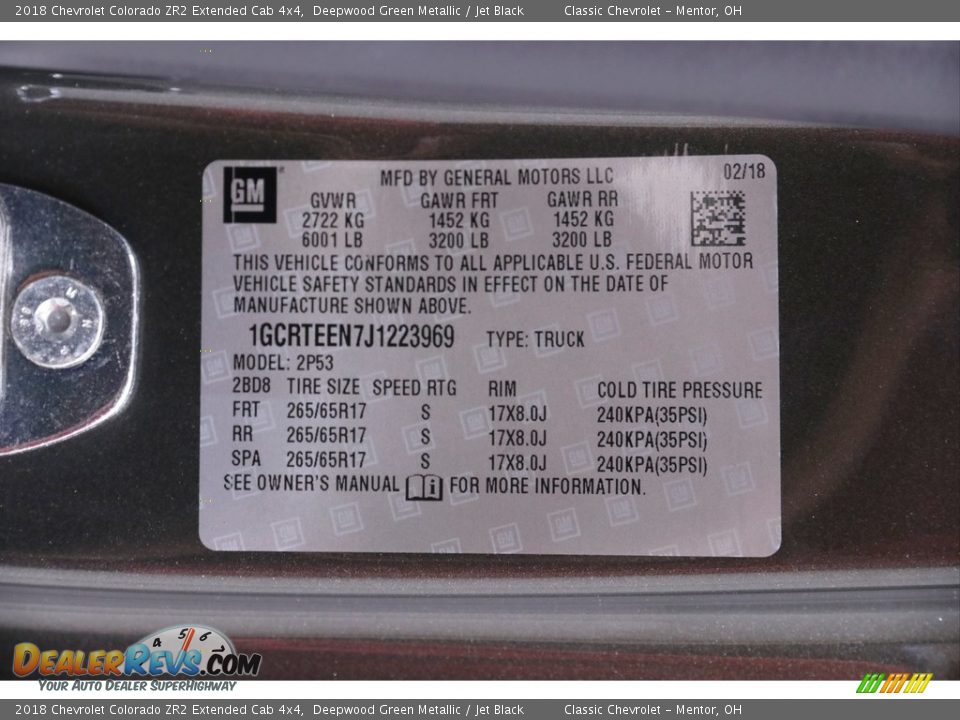 2018 Chevrolet Colorado ZR2 Extended Cab 4x4, Deepwood Green Metallic / Jet Black Classic Chevrolet – Mentor, OH
GM MFD BY GENERAL MOTORS LLC 02/18
GVWR GAWR FRT GAWR RR
2722 KG 1452 KG 1452 KG
6001 LB 3200 LB 3200 LB
THIS VEHICLE CONFORMS TO ALL APPLICABLE U.S. FEDERAL MOTOR
VEHICLE SAFETY STANDARDS IN EFFECT ON THE DATE OF
MANUFACTURE SHOWN ABOVE.
1GCRTEEN7J1223969 TYPE: TRUCK
MODEL: 2P53
2BD8 TIRE SIZE SPEED RTG RIM COLD TIRE PRESSURE
FRT 265/65R17 S 17X8.0J 240KPA(35PSI)
RR 265/65R17 S 17X8.0J 240KPA(35PSI)
SPA 265/65R17 S 17X8.0J 240KPA(35PSI)
SEE OWNER'S MANUAL FOR MORE INFORMATION.
4 5 6 7
DEALERREVS.COM
YOUR AUTO DEALER SUPERHIGHWAY
2018 Chevrolet Colorado ZR2 Extended Cab 4x4, Deepwood Green Metallic / Jet Black Classic Chevrolet – Mentor, OH